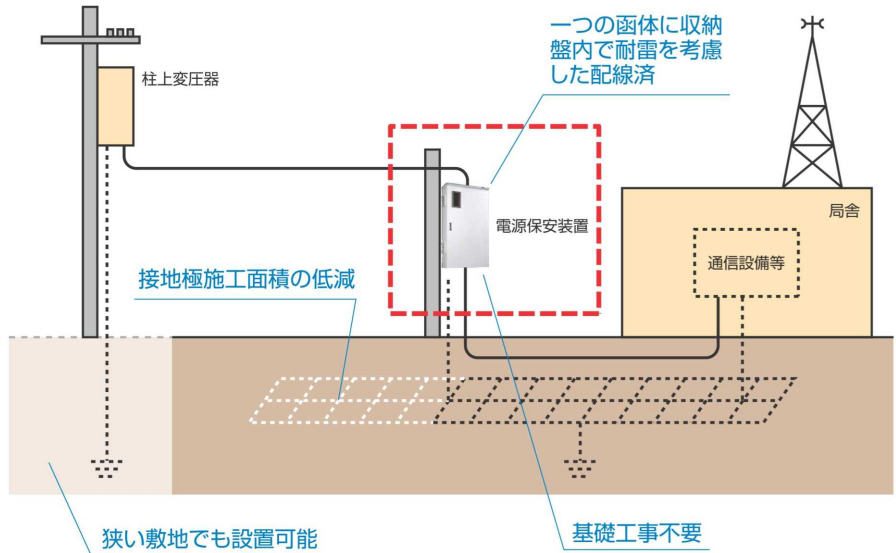 一つの函体に収納
盤内で耐雷を考慮
した配線済
柱上変圧器
電源保安装置
局舎
通信設備等
接地極施工面積の低減
狭い敷地でも設置可能
基礎工事不要